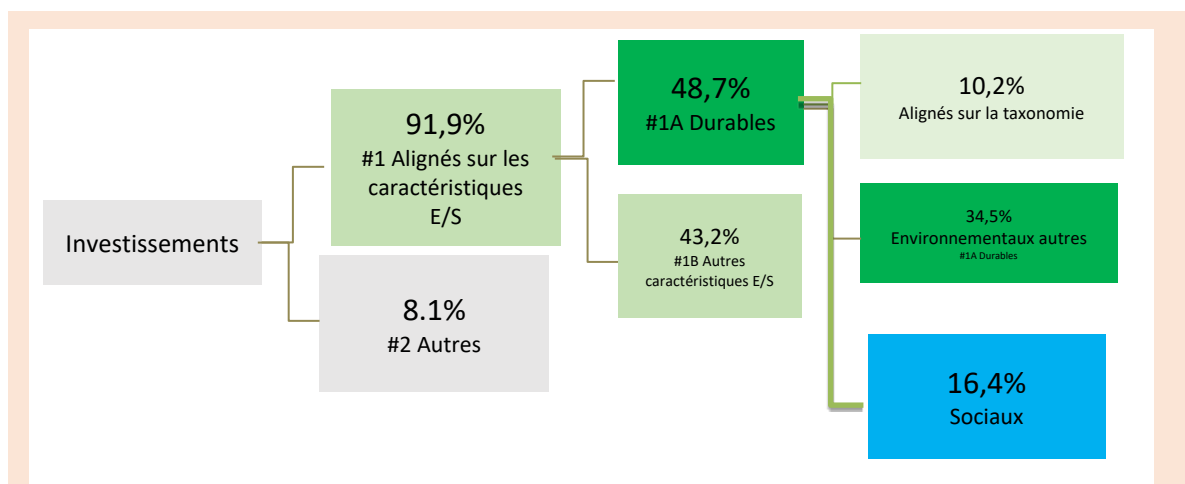 Investissements
91,9%
#1 Alignés sur les
caractéristiques
E/S
8.1%
#2 Autres
48,7%
#1A Durables
43,2%
#1B Autres
caractéristiques E/S
10,2%
Alignés sur la taxonomie
34,5%
Environnementaux autres
#1A Durables
16,4%
Sociaux